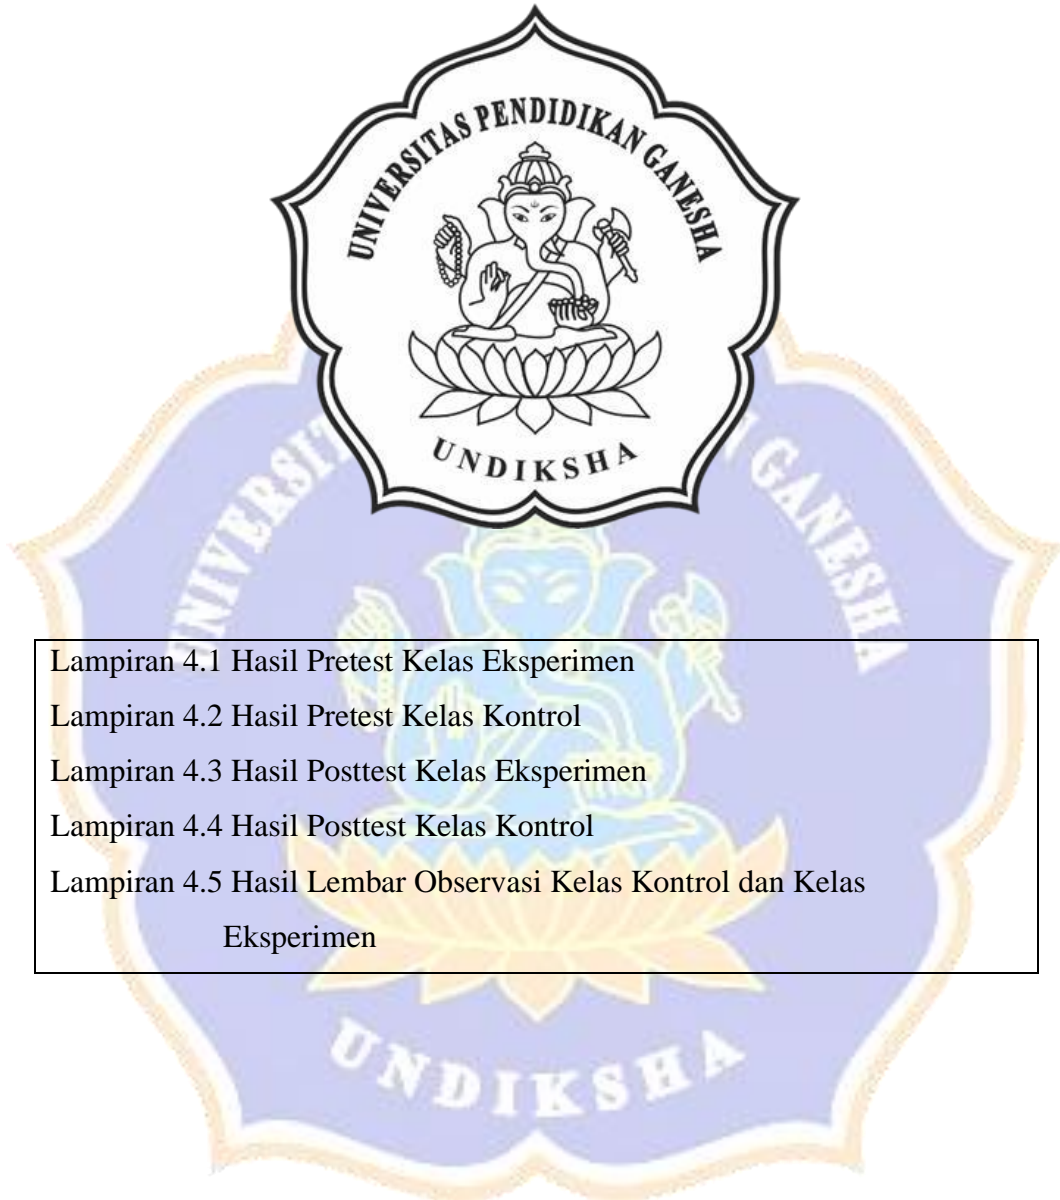 UNIVERSITAS PENDIDIKAN GANESHA
UNDIKSHA
Lampiran 4.1 Hasil Pretest Kelas Eksperimen
Lampiran 4.2 Hasil Pretest Kelas Kontrol
Lampiran 4.3 Hasil Posttest Kelas Eksperimen
Lampiran 4.4 Hasil Posttest Kelas Kontrol
Lampiran 4.5 Hasil Lembar Observasi Kelas Kontrol dan Kelas
Eksperimen
UNDIKSHA